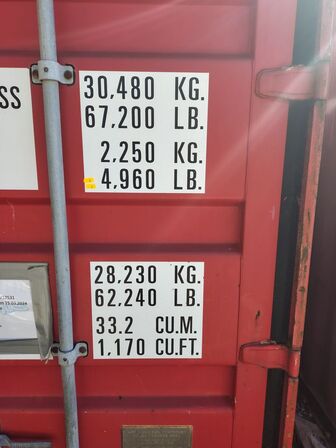 SS
30,480 KG.
67,200 LB.
2,250 KG.
4,960 LB.
28,230 KG.
62,240 LB.
33.2 CU.M.
1,170 CU.FT.